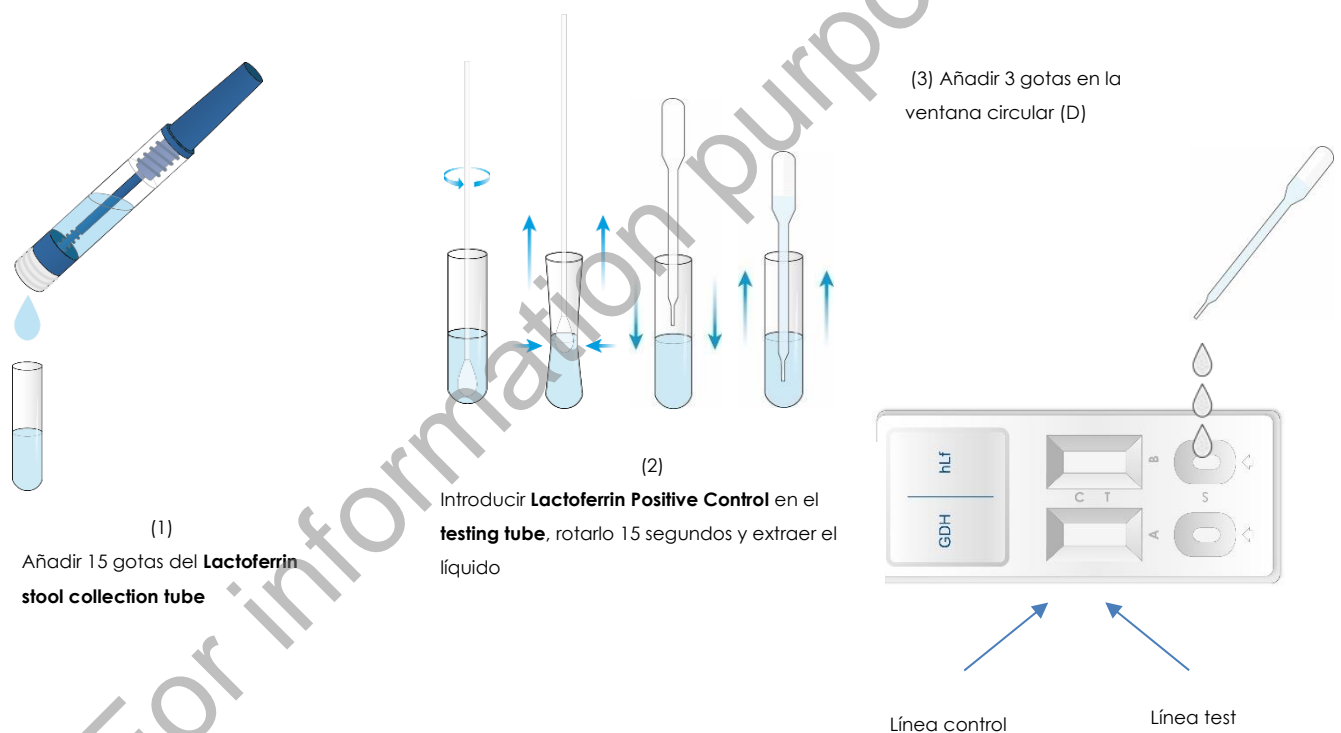 For information purpo
(3) Añadir 3 gotas en la
ventana circular (D)
(1)
Añadir 15 gotas del Lactoferrin
stool collection tube
(2)
Introducir Lactoferrin Positive Control en el
testing tube, rotarlo 15 segundos y extraer el
líquido
hLf
GDH
C T
B
A
S
Línea control
Línea test